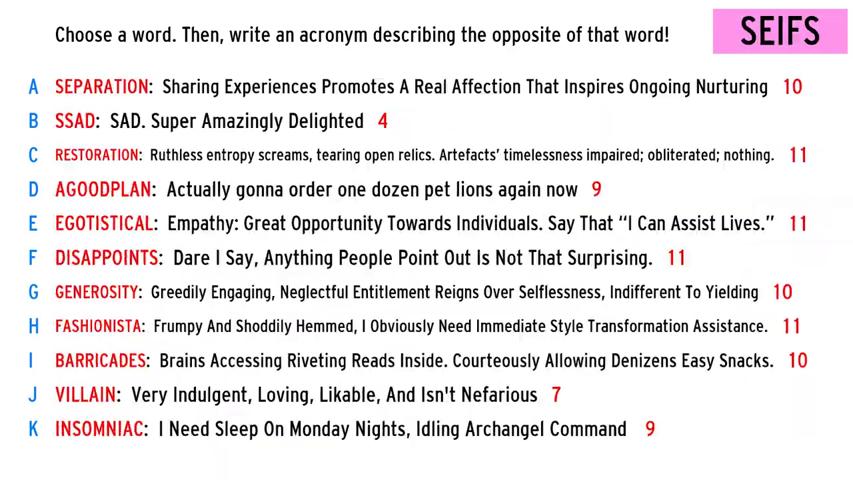 Choose a word. Then, write an acronym describing the opposite of that word!
SEIFS
A SEPARATION: Sharing Experiences Promotes A Real Affection That Inspires Ongoing Nurturing 10
B SSAD: SAD. Super Amazingly Delighted 4
C RESTORATION: Ruthless entropy screams, tearing open relics. Artefacts' timelessness impaired; obliterated; nothing. 11
D AGOODPLAN: Actually gonna order one dozen pet lions again now 9
E EGOTISTICAL: Empathy: Great Opportunity Towards Individuals. Say That “I Can Assist Lives.” 11
F DISAPPOINTS: Dare I Say, Anything People Point Out Is Not That Surprising. 11
G GENEROSITY: Greedily Engaging, Neglectful Entitlement Reigns Over Selflessness, Indifferent To Yielding 10
H FASHIONISTA: Frumpy And Shoddily Hemmed, I Obviously Need Immediate Style Transformation Assistance. 11
I BARRICADES: Brains Accessing Riveting Reads Inside. Courteously Allowing Denizens Easy Snacks. 10
J VILLAIN: Very Indulgent, Loving, Likable, And Isn't Nefarious 7
K INSOMNIAC: I Need Sleep On Monday Nights, Idling Archangel Command 9